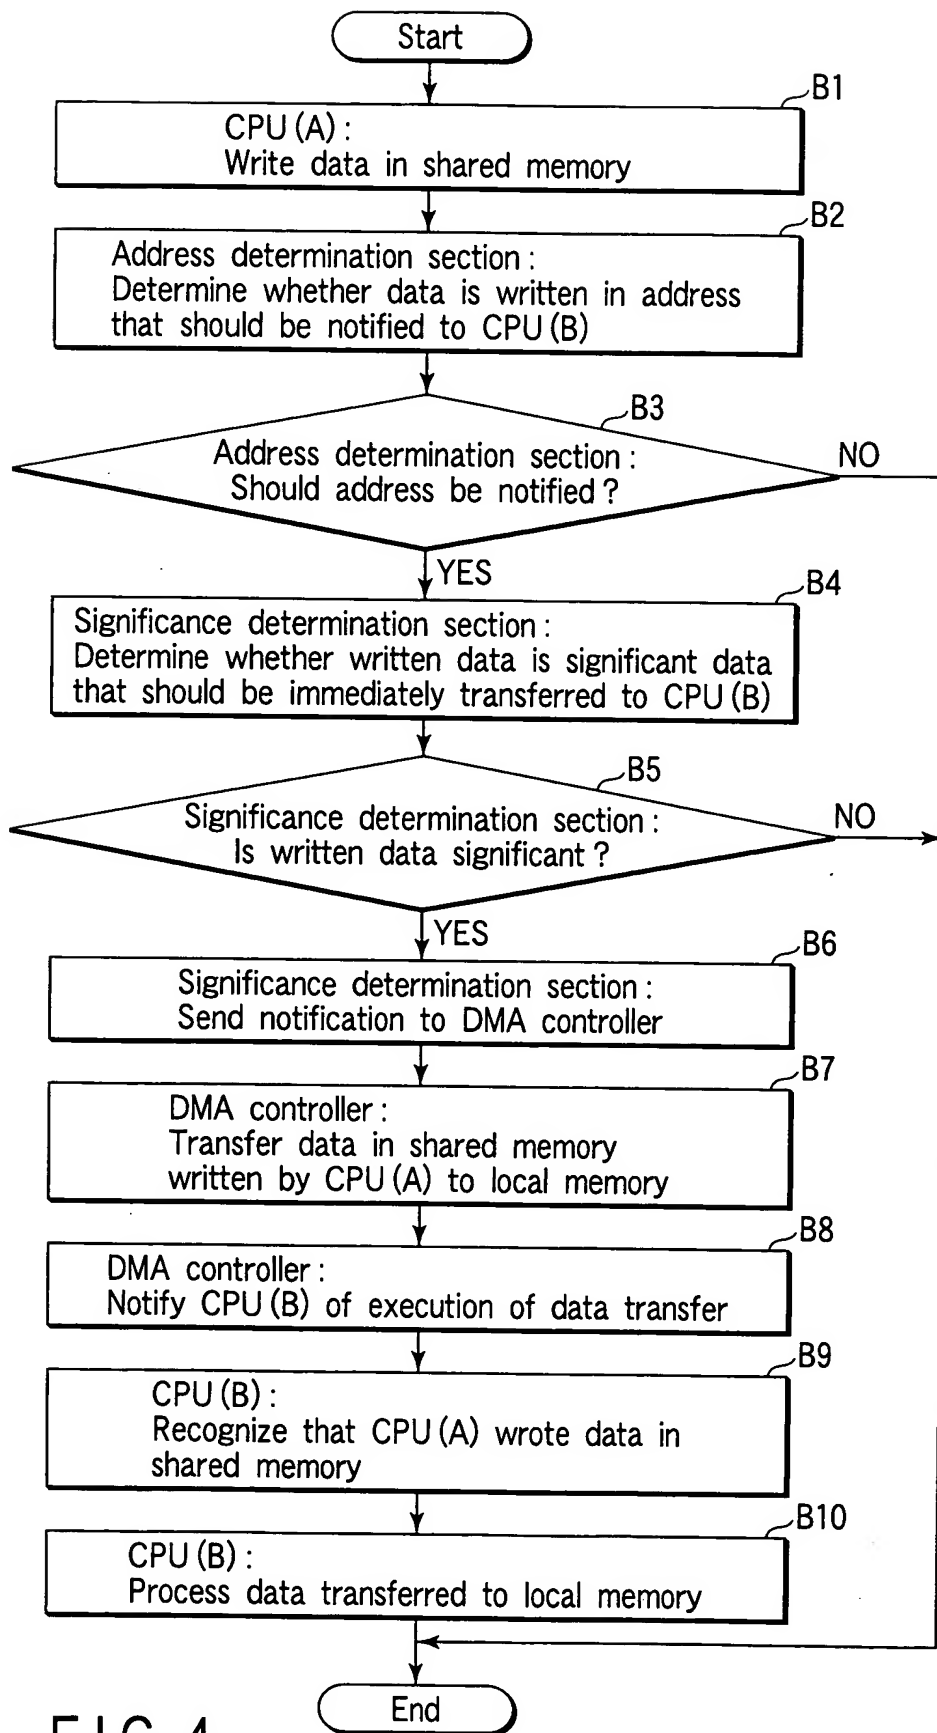 Start
B1
CPU(A):
Write data in shared memory
B2
Address determination section:
Determine whether data is written in address
that should be notified to CPU(B)
B3
Address determination section:
Should address be notified?
NO
YES
B4
Significance determination section:
Determine whether written data is significant data
that should be immediately transferred to CPU(B)
B5
Significance determination section:
Is written data significant?
NO
YES
B6
Significance determination section:
Send notification to DMA controller
B7
DMA controller:
Transfer data in shared memory
written by CPU(A) to local memory
B8
DMA controller:
Notify CPU(B) of execution of data transfer
B9
CPU(B):
Recognize that CPU(A) wrote data in
shared memory
B10
CPU(B):
Process data transferred to local memory
End
FIG. 4